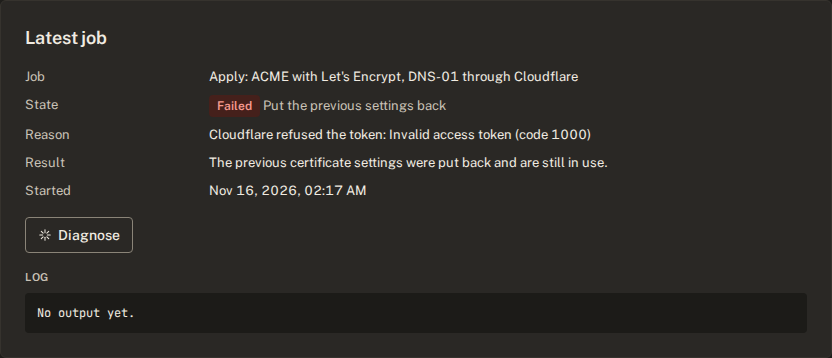 Latest job
Job Apply: ACME with Let's Encrypt, DNS-01 through Cloudflare
State Failed Put the previous settings back
Reason Cloudflare refused the token: Invalid access token (code 1000)
Result The previous certificate settings were put back and are still in use.
Started Nov 16, 2026, 02:17 AM
Diagnose
LOG
No output yet.